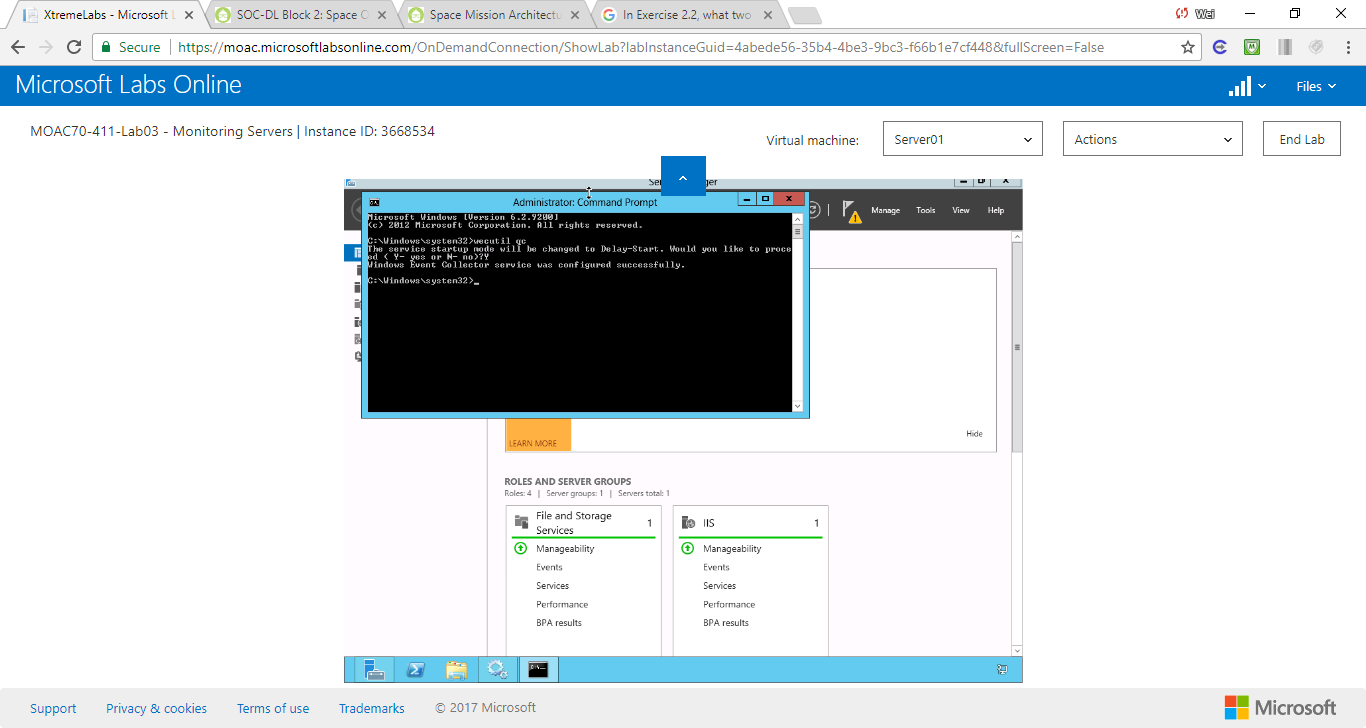 XtremeLabs - Microsoft L
SOC-DL Block 2: Space O
Space Mission Architectu
In Exercise 2.2, what two
Wei
Secure
https://moac.microsoftlabsonline.com/OnDemandConnection/ShowLab?labInstanceGuid=4abede56-35b4-4be3-9bc3-f66b1e7cf448&fullScreen=False
Microsoft Labs Online
Files
MOAC70-411-Lab03 - Monitoring Servers | Instance ID: 3668534
Virtual machine:
Server01
Actions
End Lab
Administrator: Command Prompt
Manage Tools View Help
Microsoft Windows [Version 6.2.9200]
(c) 2012 Microsoft Corporation. All rights reserved.
C:\Windows\system32>wecutil qc
The service startup mode will be changed to Delay-Start. Would you like to proce
ed ( Y- yes or N- no)?Y
Windows Event Collector service was configured successfully.
C:\Windows\system32>_
LEARN MORE
Hide
ROLES AND SERVER GROUPS
Roles: 4 | Server groups: 1 | Servers total: 1
File and Storage
Services
1
Manageability
Events
Services
Performance
BPA results
IIS
1
Manageability
Events
Services
Performance
BPA results
Support
Privacy & cookies
Terms of use
Trademarks
© 2017 Microsoft
Microsoft